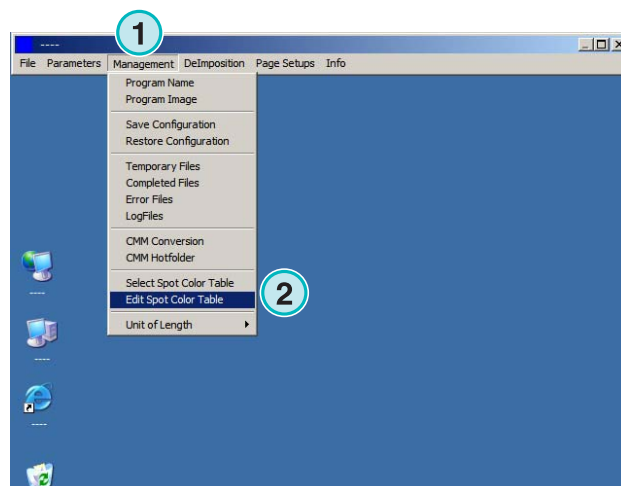 1
----
File Parameters Management DeImposition Page Setups Info
Program Name
Program Image
Save Configuration
Restore Configuration
Temporary Files
Completed Files
Error Files
LogFiles
CMM Conversion
CMM Hotfolder
Select Spot Color Table
Edit Spot Color Table
2
Unit of Length
----
----
----